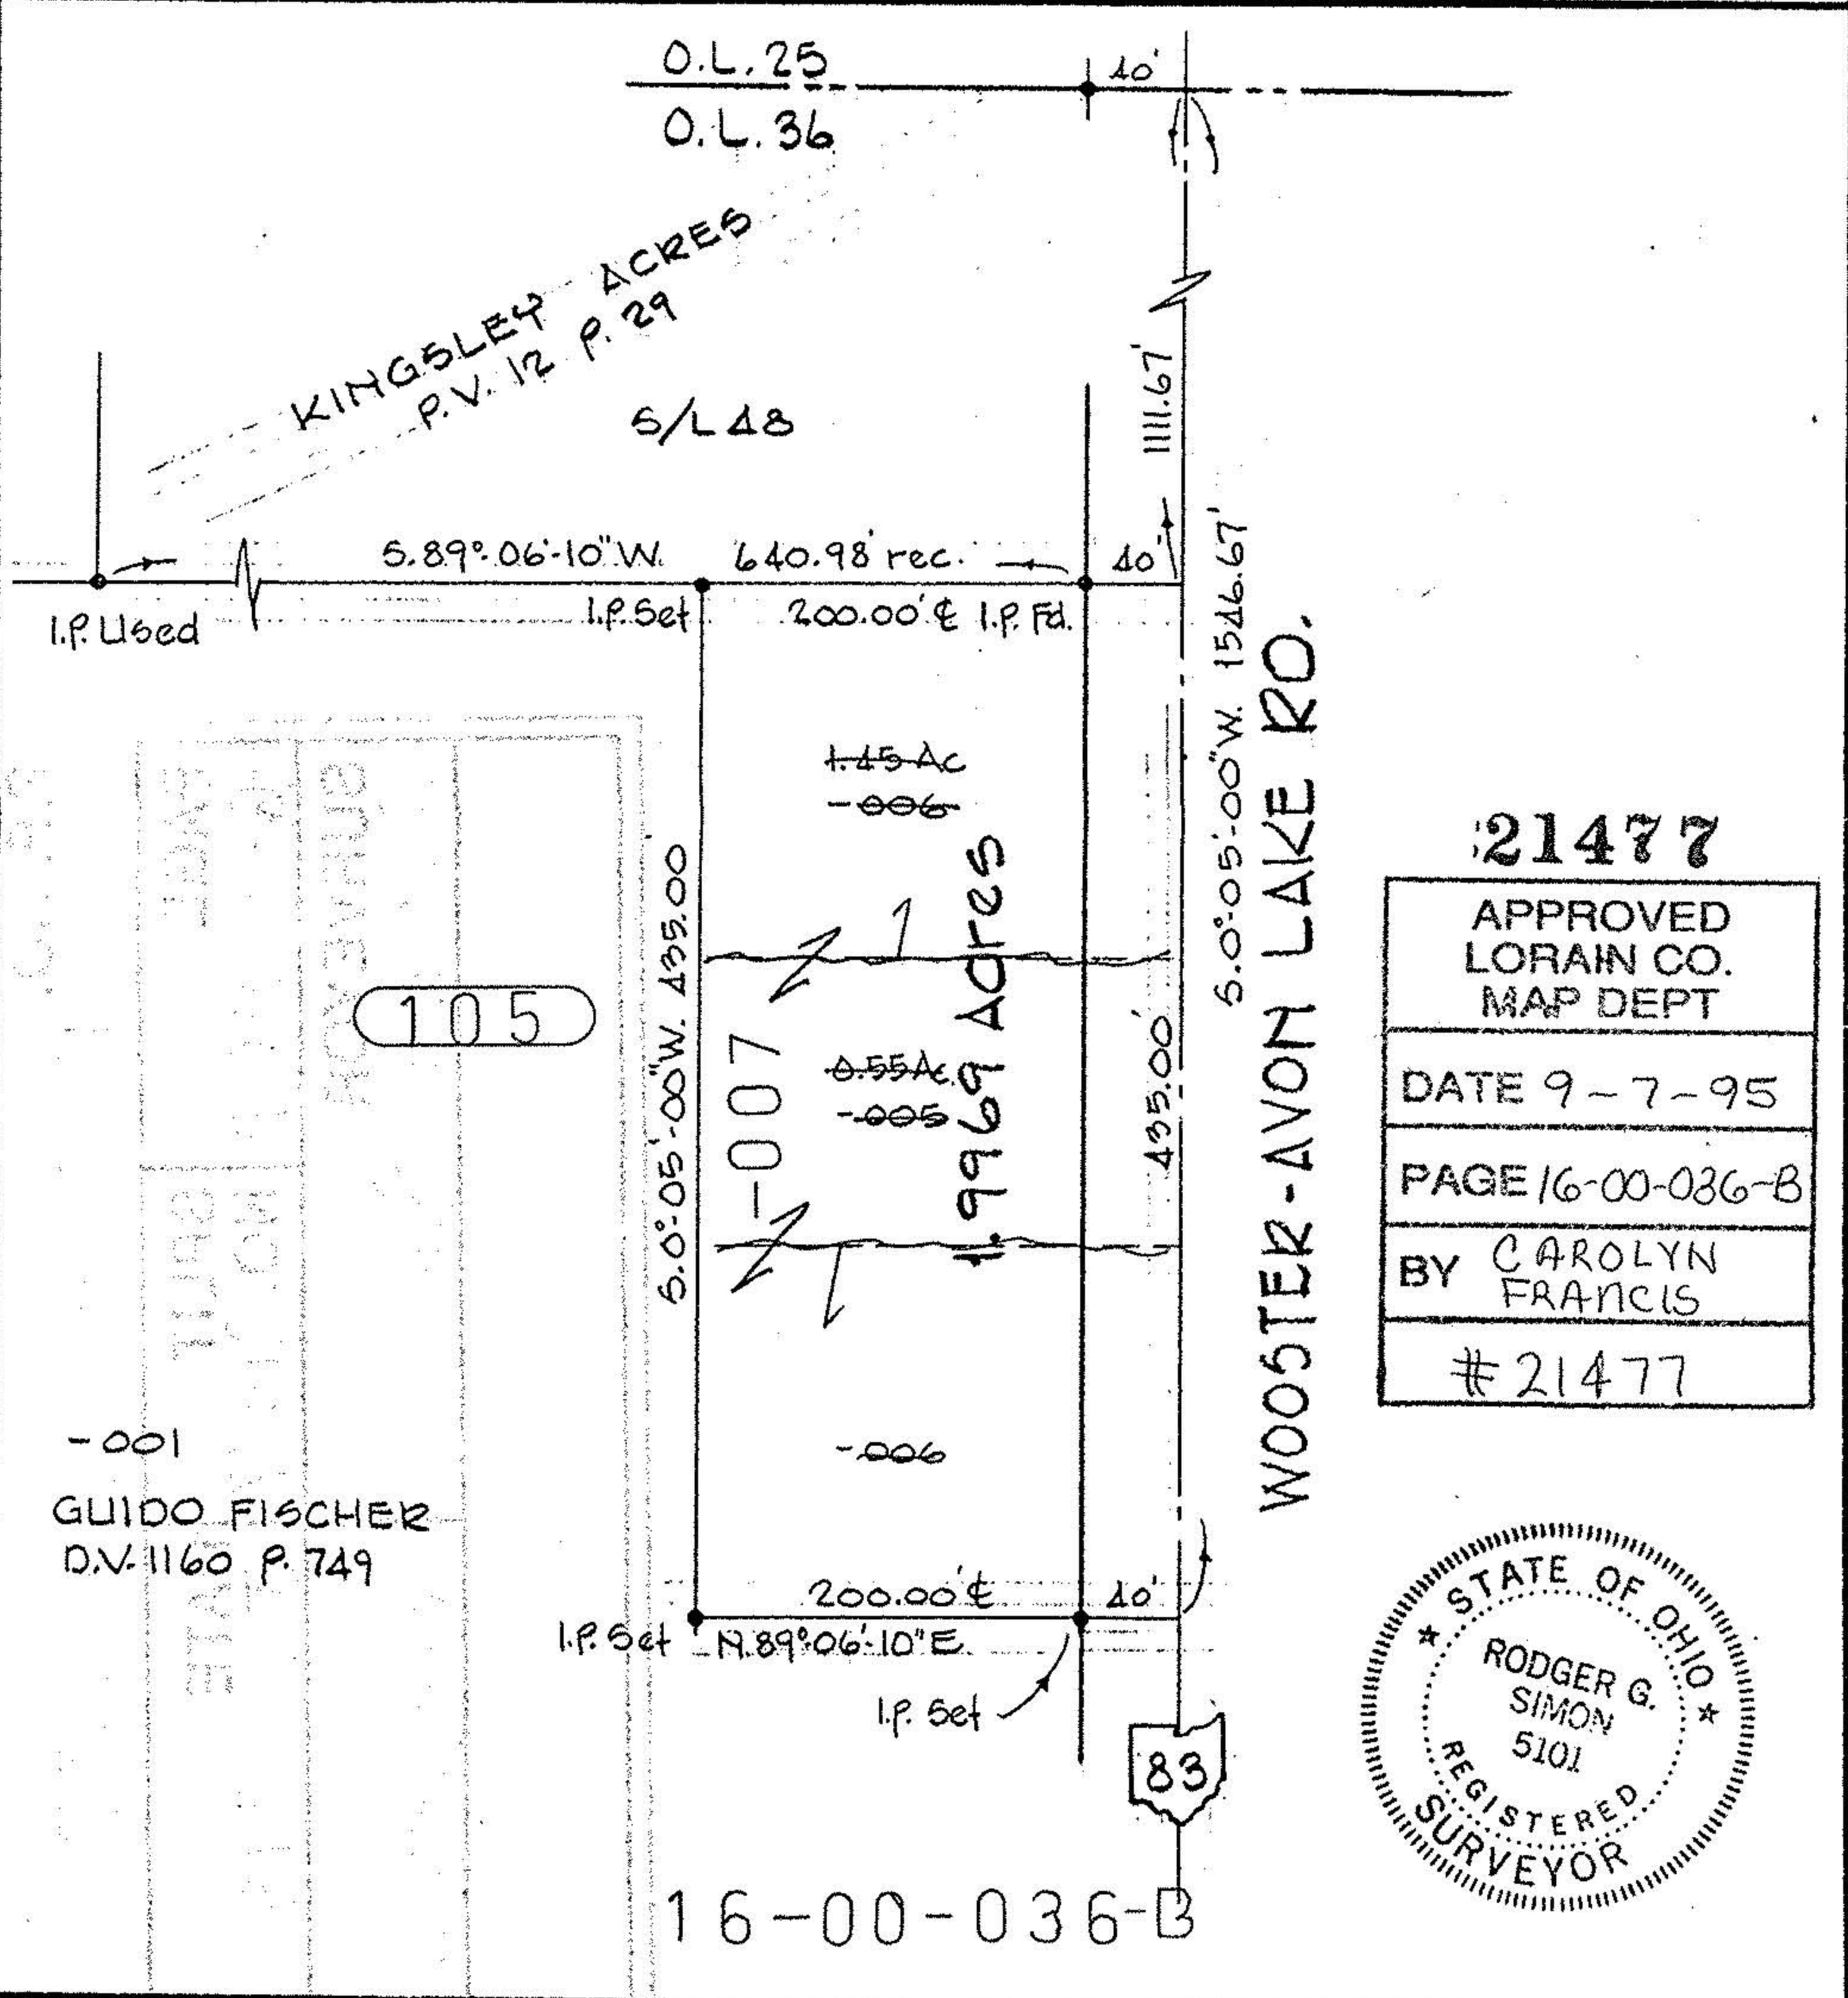 O.L. 25
40'
O.L. 36
KINGSLEY ACRES
P.V. 12 P. 29
S/L 48
1111.67'
S.89°-06'-10"W. 640.98' rec.
40'
I.P. Used
I.P. Set
200.00' ₵ I.P. Fd.
S.0°-05'-00"W. 1546.67'
WOOSTER-AVON LAKE RD.
1.45 Ac
-006
S.0°-05'-00"W. 435.00
105
-007
1.9969 Acres
0.55 Ac.
-005
435.00'
-006
-001
GUIDO FISCHER
D.V. 1160 P. 749
200.00' ₵
40'
I.P. Set
N.89°-06'-10"E.
I.P. Set
83
16-00-036-B
21477
APPROVED
LORAIN CO.
MAP DEPT
DATE 9-7-95
PAGE 16-00-036-B
BY CAROLYN
FRANCIS
#21477
STATE OF OHIO
RODGER G.
SIMON
5101
REGISTERED
SURVEYOR